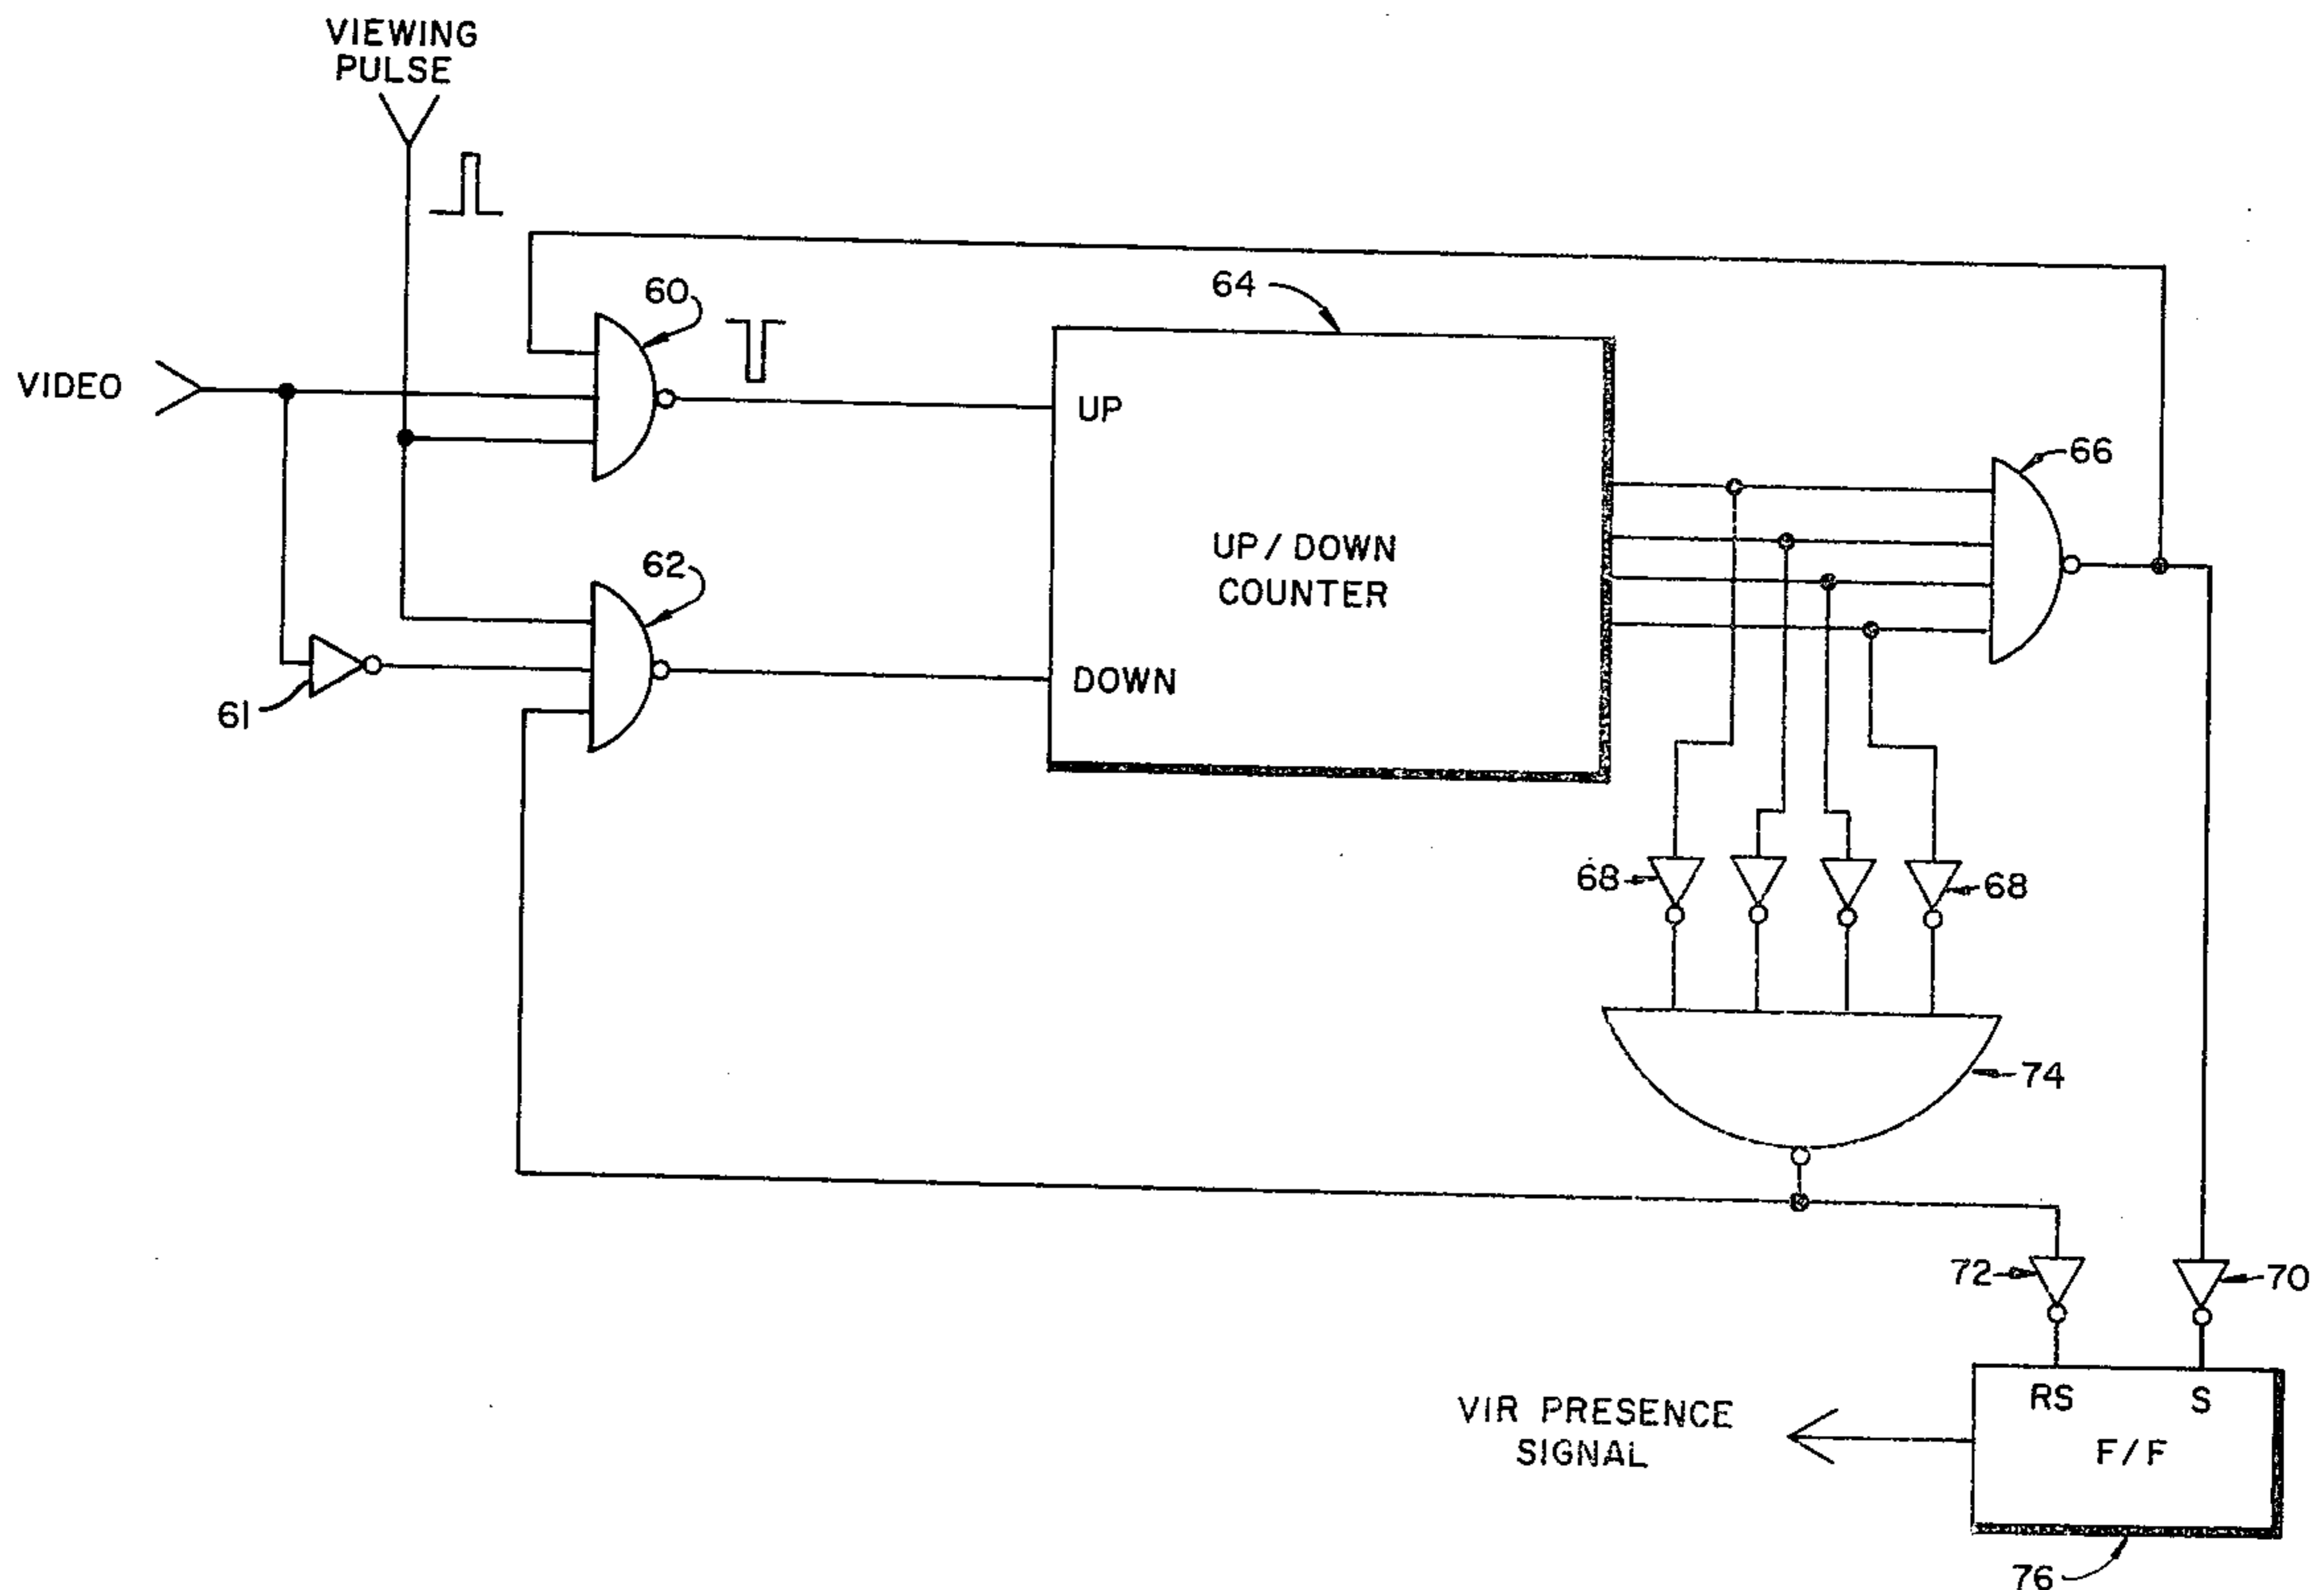 VIEWING
PULSE
60
64
VIDEO
UP
66
62
UP / DOWN
COUNTER
61
DOWN
68
68
74
72
70
RS
S
VIR PRESENCE
SIGNAL
F/F
76